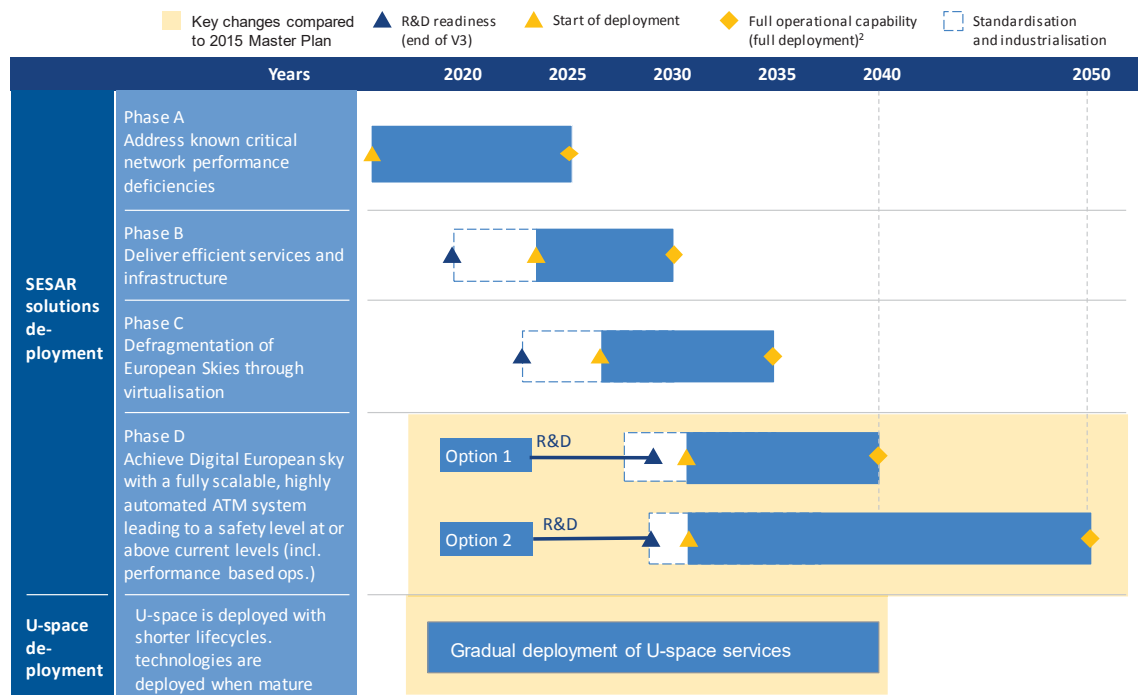 Key changes compared
to 2015 Master Plan
R&D readiness
(end of V3)
Start of deployment
Full operational capability
(full deployment)²
Standardisation
and industrialisation
Years
2020
2025
2030
2035
2040
2050
SESAR
solutions
de-
ployment
Phase A
Address known critical
network performance
deficiencies
Phase B
Deliver efficient services and
infrastructure
Phase C
Defragmentation of
European Skies through
virtualisation
Phase D
Achieve Digital European sky
with a fully scalable, highly
automated ATM system
leading to a safety level at or
above current levels (incl.
performance based ops.)
Option 1
R&D
Option 2
R&D
U-space
de-
ployment
U-space is deployed with
shorter lifecycles.
technologies are
deployed when mature
Gradual deployment of U-space services